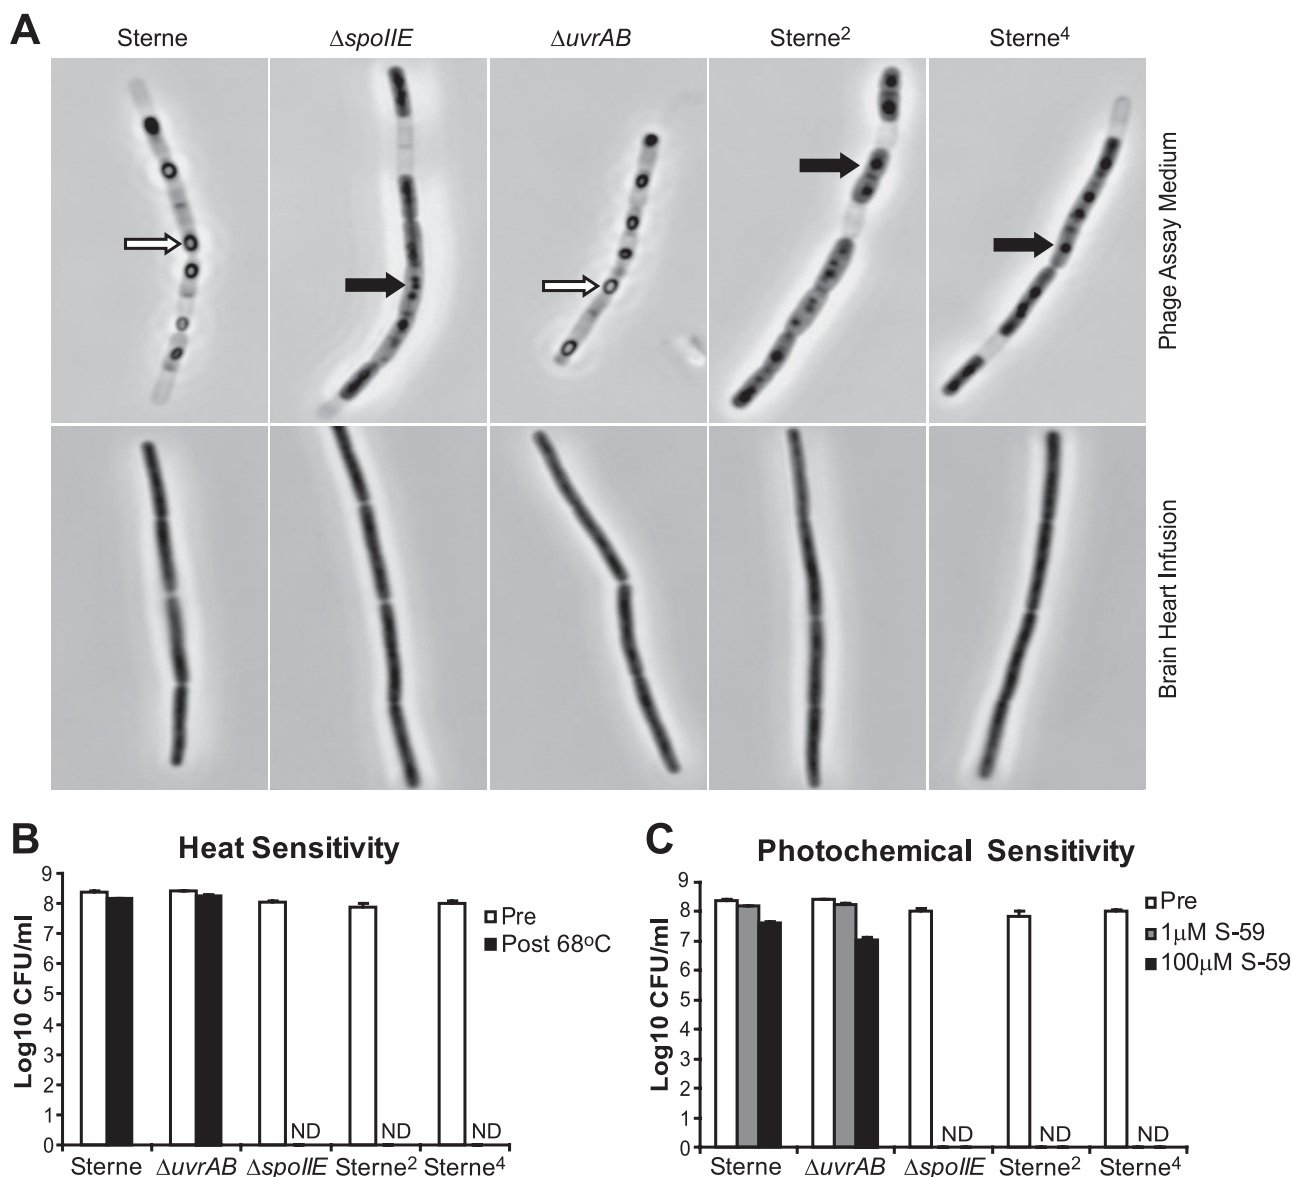 A
Sterne
ΔspoIIE
ΔuvrAB
Sterne²
Sterne⁴
Phage Assay Medium
Brain Heart Infusion
B
Heat Sensitivity
Log10 CFU/ml
9
8
7
6
5
4
3
2
1
0
Pre
Post 68ºC
ND
ND
ND
Sterne
ΔuvrAB
ΔspoIIE
Sterne²
Sterne⁴
C
Photochemical Sensitivity
Log10 CFU/ml
9
8
7
6
5
4
3
2
1
0
Pre
1µM S-59
100µM S-59
ND
ND
ND
Sterne
ΔuvrAB
ΔspoIIE
Sterne²
Sterne⁴